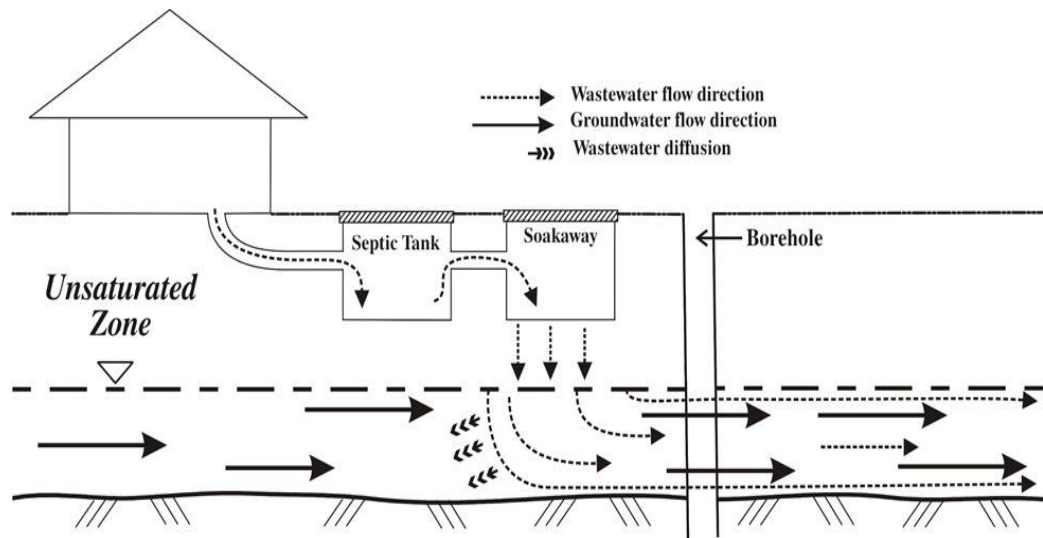 Wastewater flow direction
Groundwater flow direction
Wastewater diffusion
Septic Tank
Soakaway
Borehole
Unsaturated
Zone